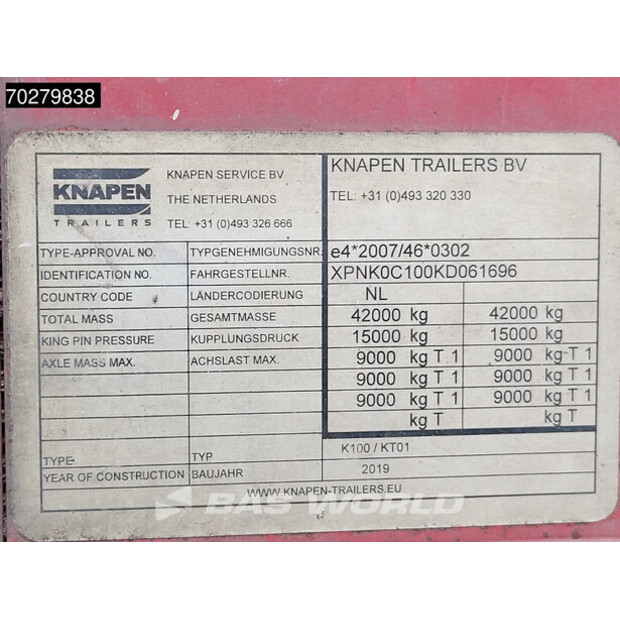 70279838
KNAPEN
TRAILERS
KNAPEN SERVICE BV
THE NETHERLANDS
TEL: +31 (0)493 326 666
KNAPEN TRAILERS BV
TEL: +31 (0)493 320 330
TYPE-APPROVAL NO. TYPGENEHMIGUNGSNR. e4*2007/46*0302
IDENTIFICATION NO. FAHRGESTELLNR. XPNK0C100KD061696
COUNTRY CODE LÄNDERCODIERUNG NL
TOTAL MASS GESAMTMASSE 42000 kg 42000 kg
KING PIN PRESSURE KUPPLUNGSDRUCK 15000 kg 15000 kg
AXLE MASS MAX. ACHSLAST MAX. 9000 kg T 1 9000 kg T 1
9000 kg T 1 9000 kg T 1
9000 kg T 1 9000 kg T 1
kg T kg T
TYPE TYP K100 / KT01
YEAR OF CONSTRUCTION BAUJAHR 2019
WWW.KNAPEN-TRAILERS.EU
BAS WORLD